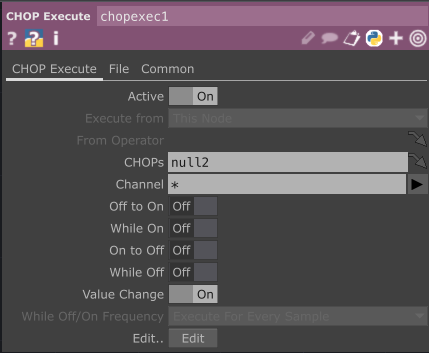 CHOP Execute chopexec1
? ? i
CHOP Execute File Common
Active On
Execute from This Node
From Operator
CHOPs null2
Channel *
Off to On Off
While On Off
On to Off Off
While Off Off
Value Change On
While Off/On Frequency Execute For Every Sample
Edit.. Edit